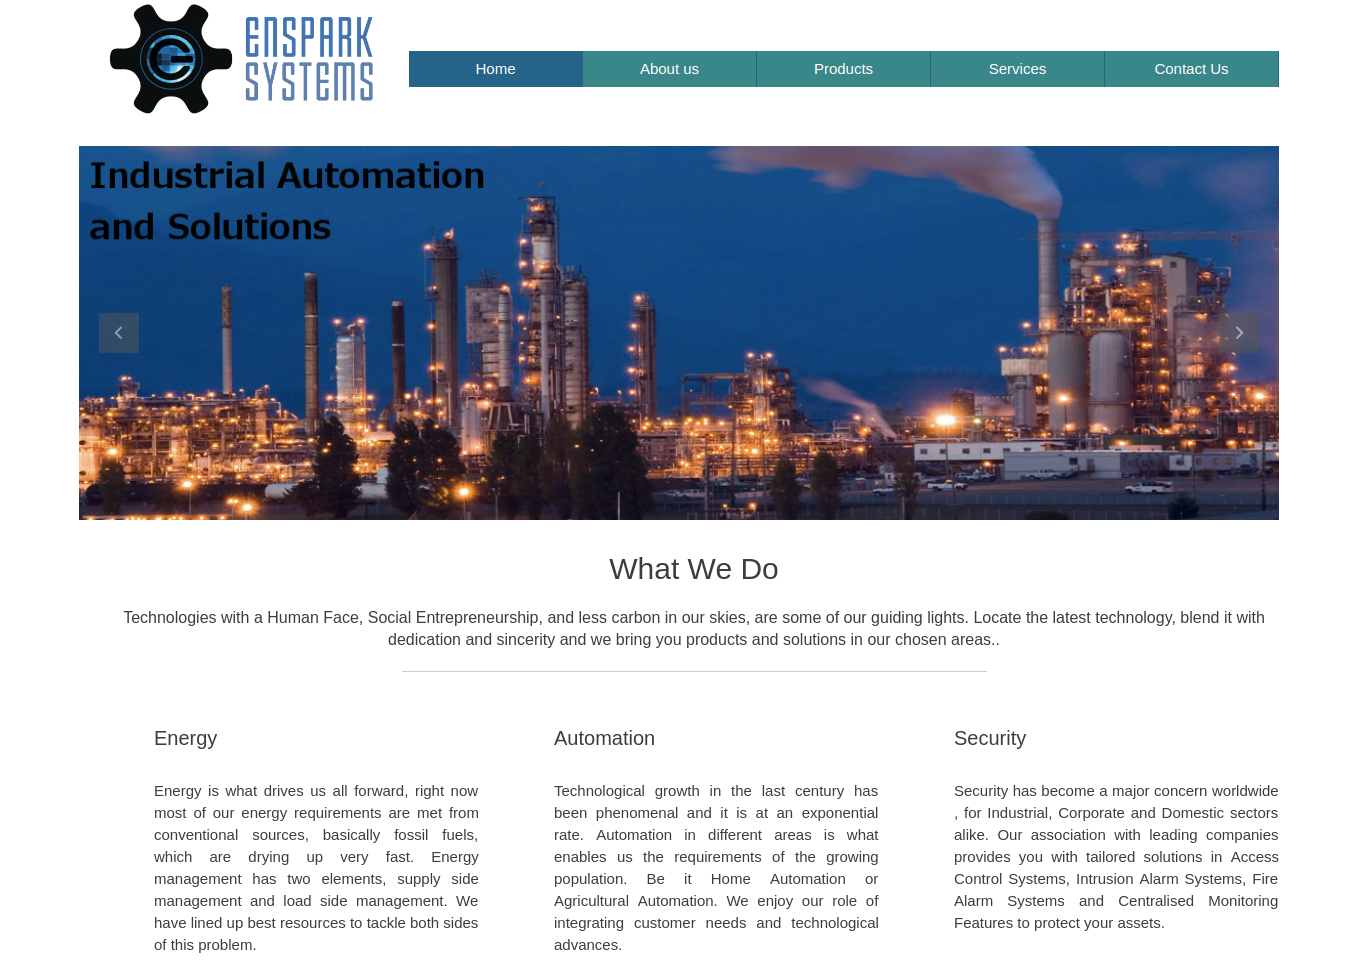 ENSPARK
SYSTEMS
Home About us Products Services Contact Us
Industrial Automation
and Solutions
What We Do
Technologies with a Human Face, Social Entrepreneurship, and less carbon in our skies, are some of our guiding lights. Locate the latest technology, blend it with
dedication and sincerity and we bring you products and solutions in our chosen areas..
Energy
Energy is what drives us all forward, right now
most of our energy requirements are met from
conventional sources, basically fossil fuels,
which are drying up very fast. Energy
management has two elements, supply side
management and load side management. We
have lined up best resources to tackle both sides
of this problem.
Automation
Technological growth in the last century has
been phenomenal and it is at an exponential
rate. Automation in different areas is what
enables us the requirements of the growing
population. Be it Home Automation or
Agricultural Automation. We enjoy our role of
integrating customer needs and technological
advances.
Security
Security has become a major concern worldwide
, for Industrial, Corporate and Domestic sectors
alike. Our association with leading companies
provides you with tailored solutions in Access
Control Systems, Intrusion Alarm Systems, Fire
Alarm Systems and Centralised Monitoring
Features to protect your assets.